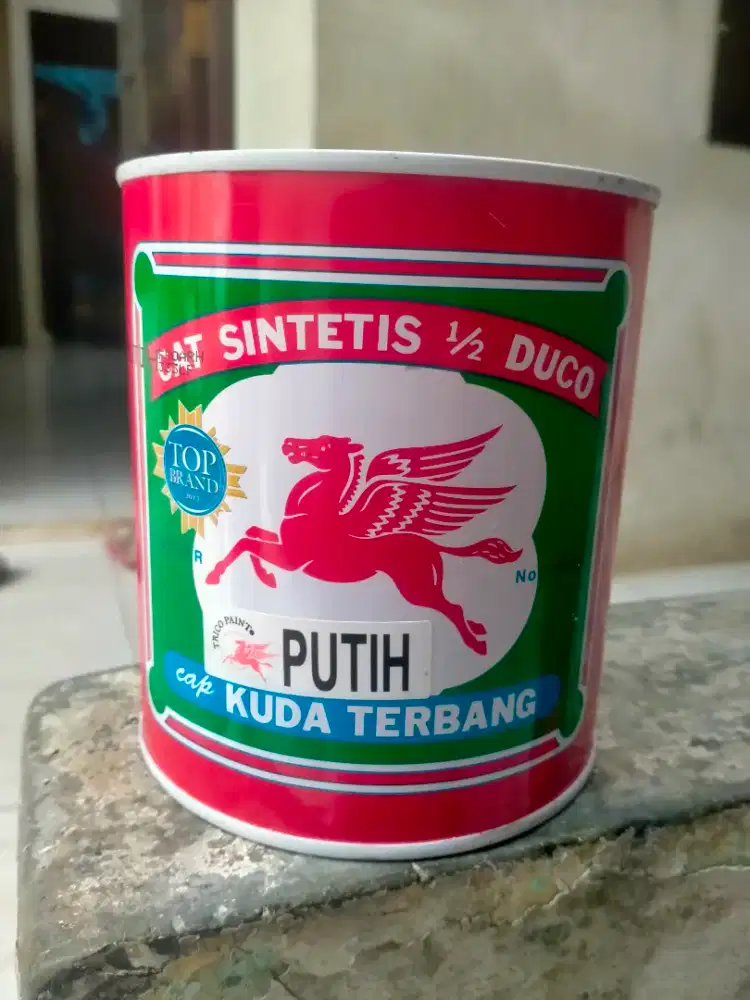 CAT SINTETIS ½ DUCO
TOP
BRAND
R
No
TRICO PAINT
PUTIH
cap
KUDA TERBANG